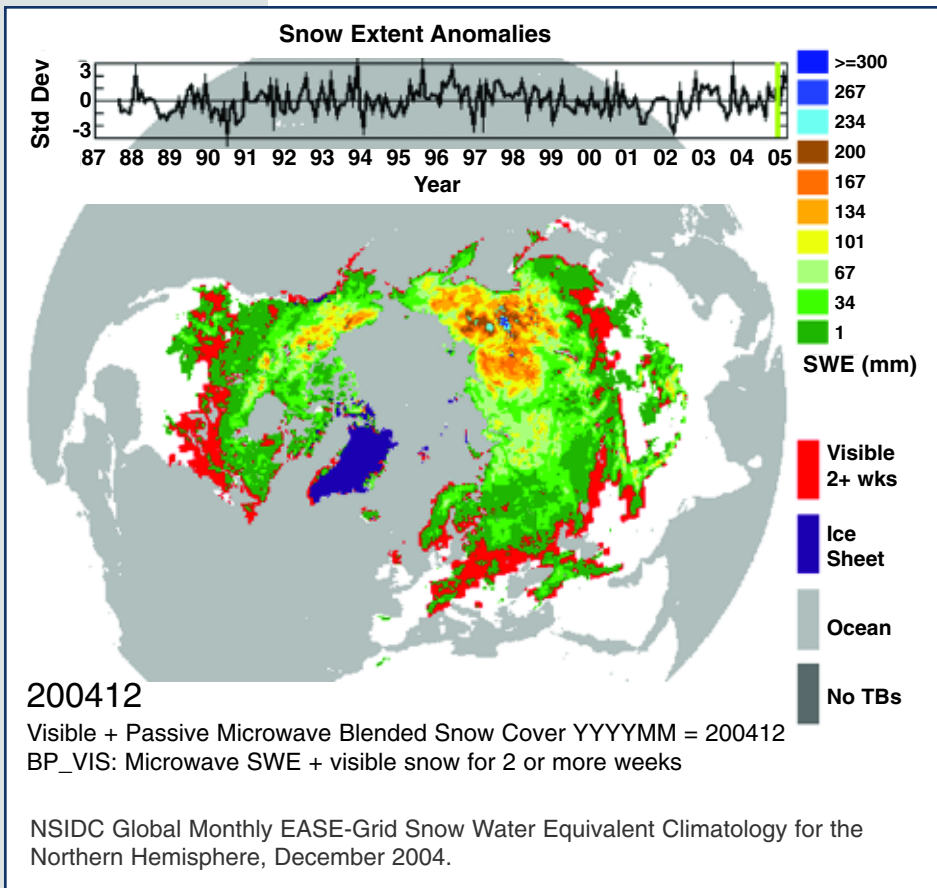 Snow Extent Anomalies
Std Dev
3
0
-3
87 88 89 90 91 92 93 94 95 96 97 98 99 00 01 02 03 04 05
Year
>=300
267
234
200
167
134
101
67
34
1
SWE (mm)
Visible
2+ wks
Ice
Sheet
Ocean
No TBs
200412
Visible + Passive Microwave Blended Snow Cover YYYYMM = 200412
BP_VIS: Microwave SWE + visible snow for 2 or more weeks
NSIDC Global Monthly EASE-Grid Snow Water Equivalent Climatology for the
Northern Hemisphere, December 2004.